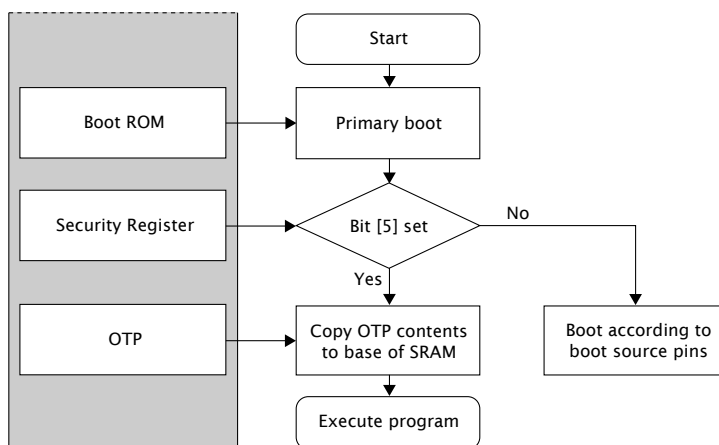 Start
Boot ROM
Primary boot
Security Register
Bit [5] set
No
Yes
OTP
Copy OTP contents
to base of SRAM
Boot according to
boot source pins
Execute program